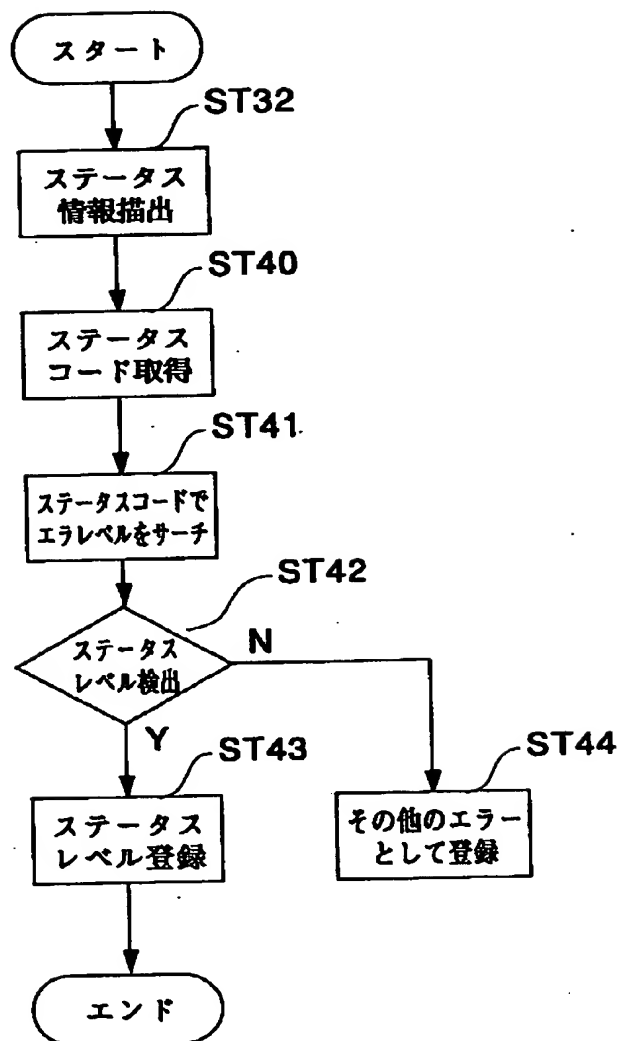 スタート
ST32
ステータス
情報描出
ST40
ステータス
コード取得
ST41
ステータスコードで
エラレベルをサーチ
ST42
ステータス
レベル検出
N
Y
ST43
ステータス
レベル登録
ST44
その他のエラー
として登録
エンド